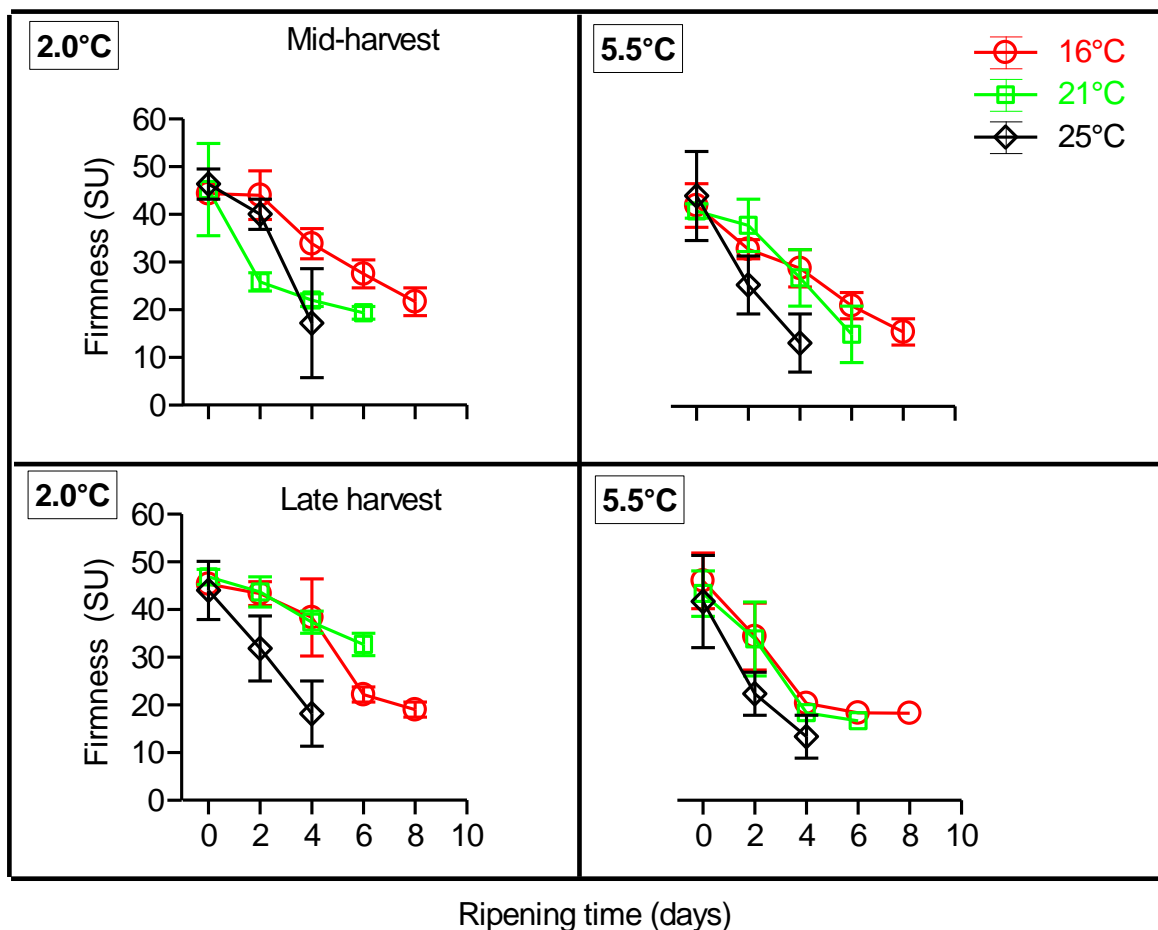 2.0°C
Mid-harvest
5.5°C
16°C
21°C
25°C
Firmness (SU)
60
50
40
30
20
10
0
2.0°C
Late harvest
5.5°C
Firmness (SU)
60
50
40
30
20
10
0
0 2 4 6 8 10
0 2 4 6 8 10
Ripening time (days)